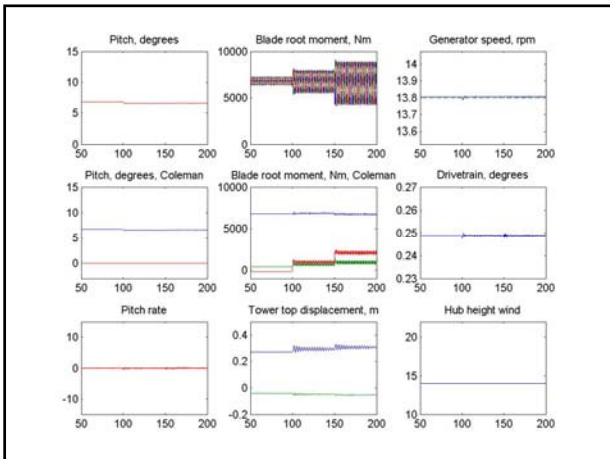 Pitch, degrees
Blade root moment, Nm
Generator speed, rpm
15
10
5
0
50 100 150 200
10000
5000
0
50 100 150 200
14
13.9
13.8
13.7
13.6
50 100 150 200
Pitch, degrees, Coleman
Blade root moment, Nm, Coleman
Drivetrain, degrees
15
10
5
0
50 100 150 200
10000
5000
0
50 100 150 200
0.27
0.26
0.25
0.24
0.23
50 100 150 200
Pitch rate
Tower top displacement, m
Hub height wind
10
0
-10
50 100 150 200
0.4
0.2
0
-0.2
50 100 150 200
20
15
10
50 100 150 200